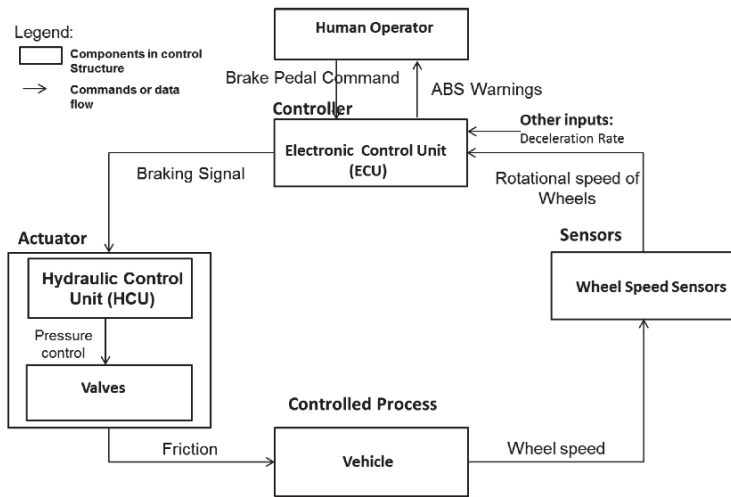 Legend:
Components in control
Structure
Commands or data
flow
Human Operator
Brake Pedal Command
ABS Warnings
Controller
Electronic Control Unit
(ECU)
Other inputs:
Deceleration Rate
Braking Signal
Rotational speed of
Wheels
Actuator
Sensors
Hydraulic Control
Unit (HCU)
Wheel Speed Sensors
Pressure
control
Valves
Controlled Process
Friction
Vehicle
Wheel speed